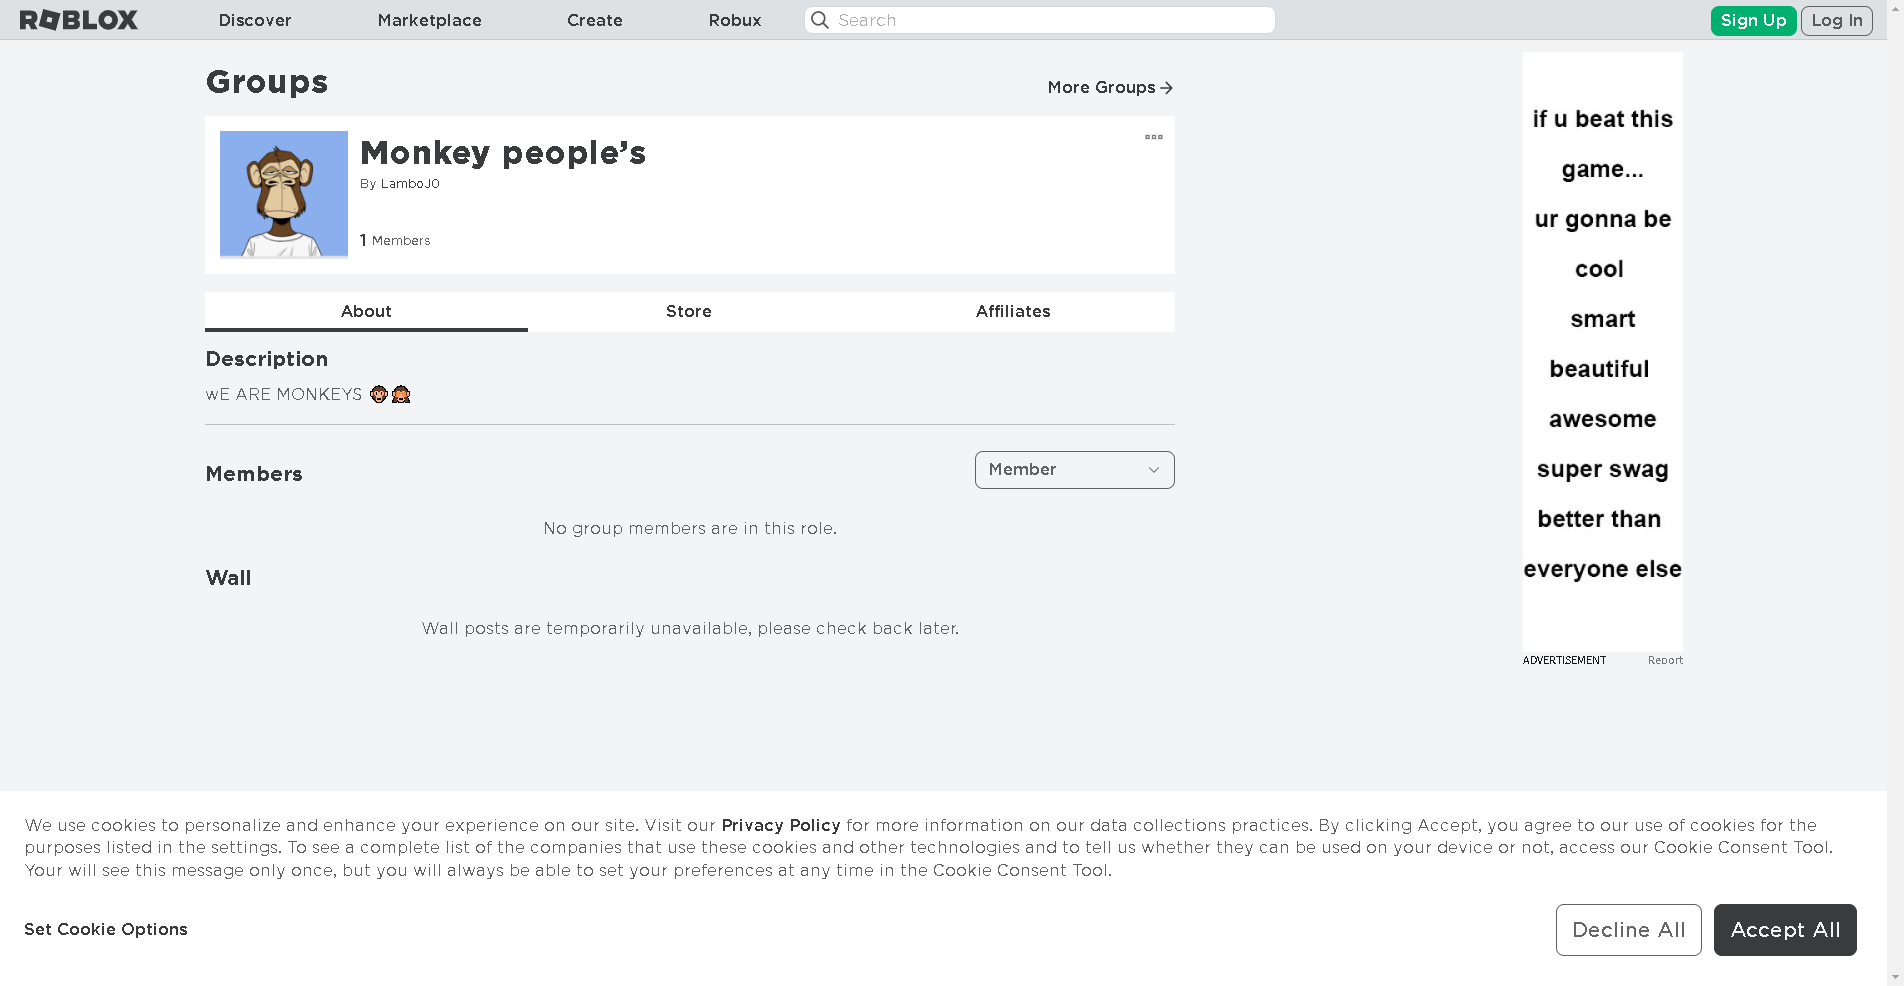 ROBLOX
Discover
Marketplace
Create
Robux
Search
Sign Up
Log In
Groups
More Groups
Monkey people's
By LamboJ0
1 Members
About
Store
Affiliates
Description
wE ARE MONKEYS 🐵🙈
Members
Member
No group members are in this role.
Wall
Wall posts are temporarily unavailable, please check back later.
if u beat this
game...
ur gonna be
cool
smart
beautiful
awesome
super swag
better than
everyone else
ADVERTISEMENT
Report
We use cookies to personalize and enhance your experience on our site. Visit our Privacy Policy for more information on our data collections practices. By clicking Accept, you agree to our use of cookies for the
purposes listed in the settings. To see a complete list of the companies that use these cookies and other technologies and to tell us whether they can be used on your device or not, access our Cookie Consent Tool.
Your will see this message only once, but you will always be able to set your preferences at any time in the Cookie Consent Tool.
Set Cookie Options
Decline All
Accept All